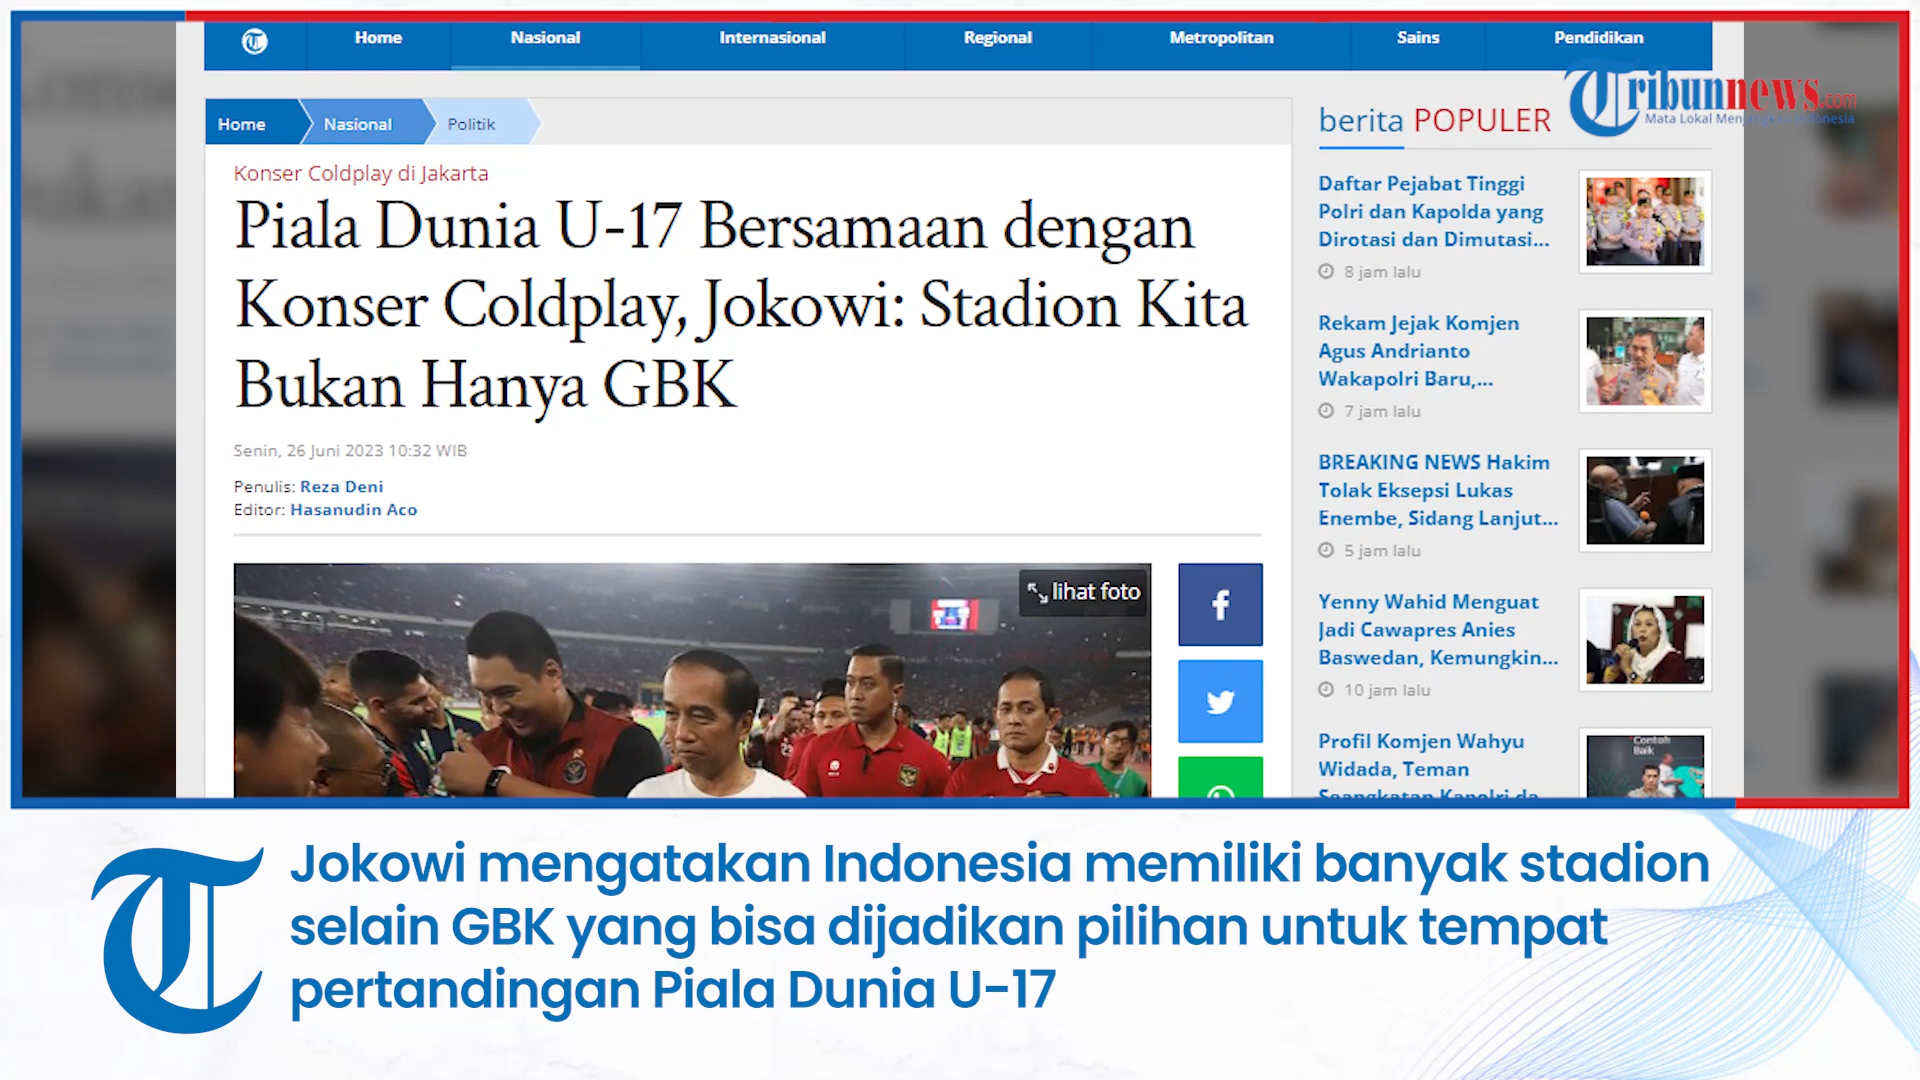 Home Nasional Internasional Regional Metropolitan Sains Pendidikan
Tribunnews.com
Home Nasional Politik
Konser Coldplay di Jakarta
Piala Dunia U-17 Bersamaan dengan
Konser Coldplay, Jokowi: Stadion Kita
Bukan Hanya GBK
Senin, 26 Juni 2023 10:32 WIB
Penulis: Reza Deni
Editor: Hasanudin Aco
lihat foto
berita POPULER
Daftar Pejabat Tinggi
Polri dan Kapolda yang
Dirotasi dan Dimutasi...
8 jam lalu
Rekam Jejak Komjen
Agus Andrianto
Wakapolri Baru,...
7 jam lalu
BREAKING NEWS Hakim
Tolak Eksepsi Lukas
Enembe, Sidang Lanjut...
5 jam lalu
Yenny Wahid Menguat
Jadi Cawapres Anies
Baswedan, Kemungkin...
10 jam lalu
Profil Komjen Wahyu
Widada, Teman
Seangkatan Kapolri da
Contoh
Baik
Jokowi mengatakan Indonesia memiliki banyak stadion
selain GBK yang bisa dijadikan pilihan untuk tempat
pertandingan Piala Dunia U-17